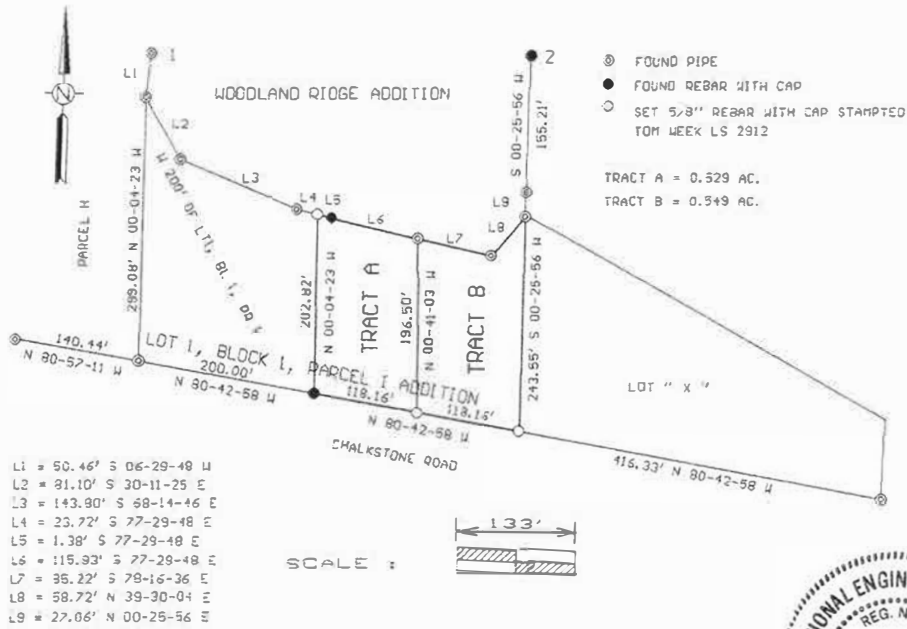 N
1
2
L1
L2
L3
L4
L5
L6
L7
L8
L9
WOODLAND RIDGE ADDITION
FOUND PIPE
FOUND REBAR WITH CAP
SET 5/8" REBAR WITH CAP STAMPTED
TOM WEEK LS 2912
TRACT A = 0.529 AC.
TRACT B = 0.549 AC.
S 00-25-56 W
155.21'
PARCEL H
299.08' N 00-04-23 W
W 200' OF LT1, BL. 1,
202.82'
N 00-04-23 W
TRACT A
196.50'
N 00-41-03 W
TRACT B
243.55' S 00-25-56 W
LOT " X "
140.44'
N 80-57-11 W
LOT 1, BLOCK 1, PARCEL I ADDITION
200.00'
N 80-42-58 W
118.16'
118.16'
N 80-42-58 W
CHALKSTONE ROAD
416.33' N 80-42-58 W
L1 = 50.46' S 06-29-48 W
L2 = 81.10' S 30-11-25 E
L3 = 143.80' S 68-14-46 E
L4 = 23.72' S 77-29-48 E
L5 = 1.38' S 77-29-48 E
L6 = 115.93' S 77-29-48 E
L7 = 85.22' S 78-16-36 E
L8 = 58.72' N 39-30-04 E
L9 = 27.06' N 00-25-56 E
SCALE :
133'
IONAL ENGIN
REG. N